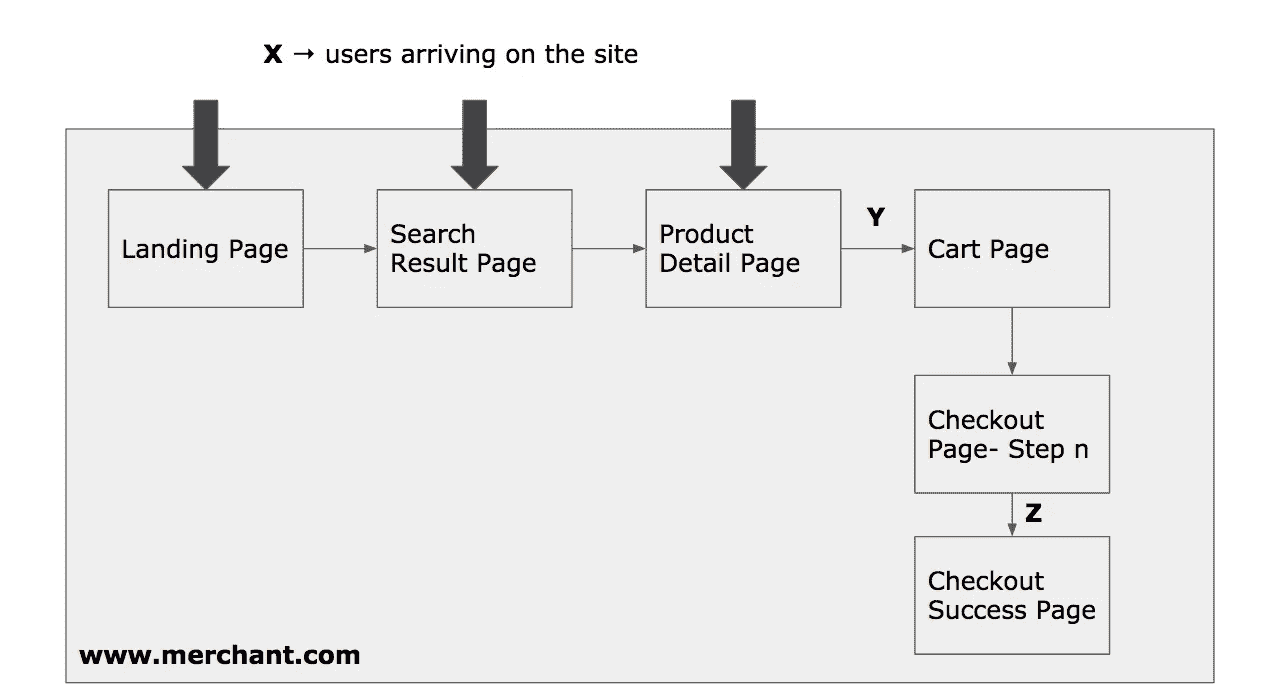 X → users arriving on the site
Landing Page
Search
Result Page
Product
Detail Page
Y
Cart Page
Checkout
Page- Step n
Z
Checkout
Success Page
www.merchant.com